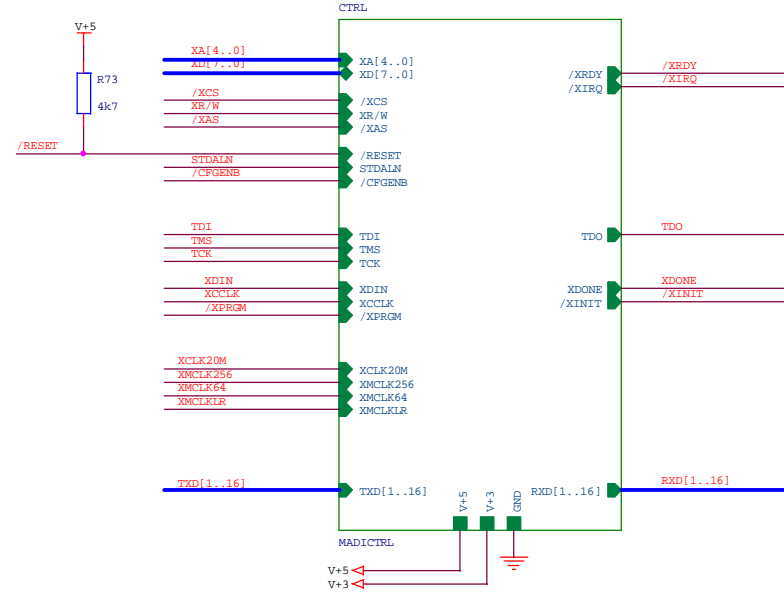 CTRL
V+5
R73
4k7
XA[4..0]
XD[7..0]
/XCS
XR/W
/XAS
/RESET
STDALN
/CFGENB
TDI
TMS
TCK
XDIN
XCCLK
/XPRGM
XCLK20M
XMCLK256
XMCLK64
XMCLKLR
TXD[1..16]
XA[4..0]
XD[7..0]
/XCS
XR/W
/XAS
/RESET
STDALN
/CFGENB
TDI
TMS
TCK
XDIN
XCCLK
/XPRGM
XCLK20M
XMCLK256
XMCLK64
XMCLKLR
TXD[1..16]
/XRDY
/XIRQ
TDO
XDONE
/XINIT
RXD[1..16]
/XRDY
/XIRQ
TDO
XDONE
/XINIT
RXD[1..16]
V+5
V+3
GND
MADICTRL
V+5
V+3